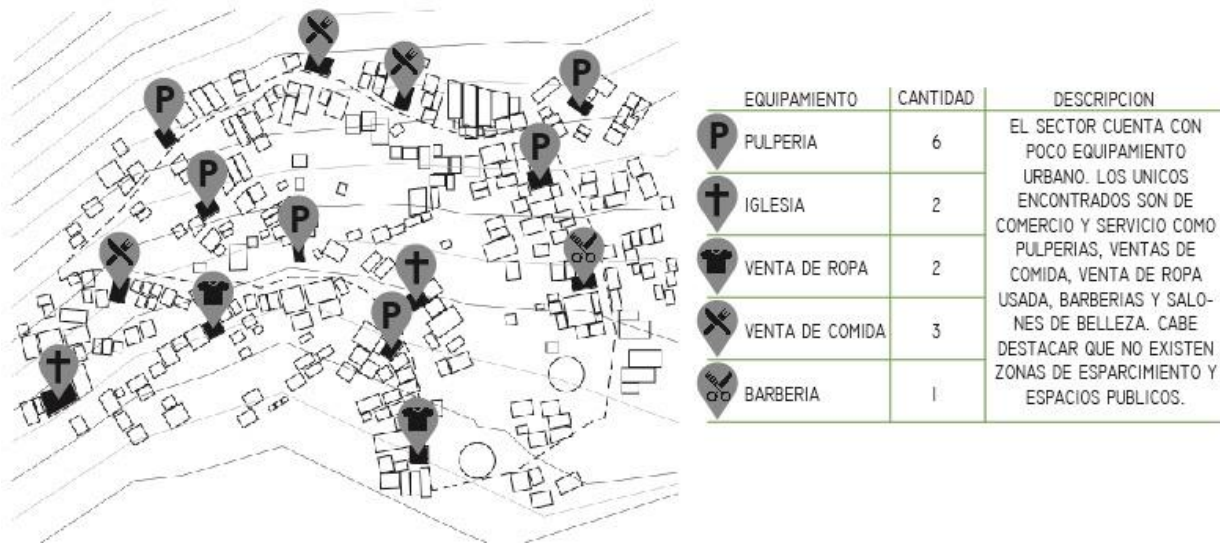 P
P
P
P
P
P
EQUIPAMIENTO CANTIDAD DESCRIPCION
P PULPERIA 6
IGLESIA 2
VENTA DE ROPA 2
VENTA DE COMIDA 3
BARBERIA 1
EL SECTOR CUENTA CON
POCO EQUIPAMIENTO
URBANO. LOS UNICOS
ENCONTRADOS SON DE
COMERCIO Y SERVICIO COMO
PULPERIAS, VENTAS DE
COMIDA, VENTA DE ROPA
USADA, BARBERIAS Y SALO-
NES DE BELLEZA. CABE
DESTACAR QUE NO EXISTEN
ZONAS DE ESPARCIMIENTO Y
ESPACIOS PUBLICOS.